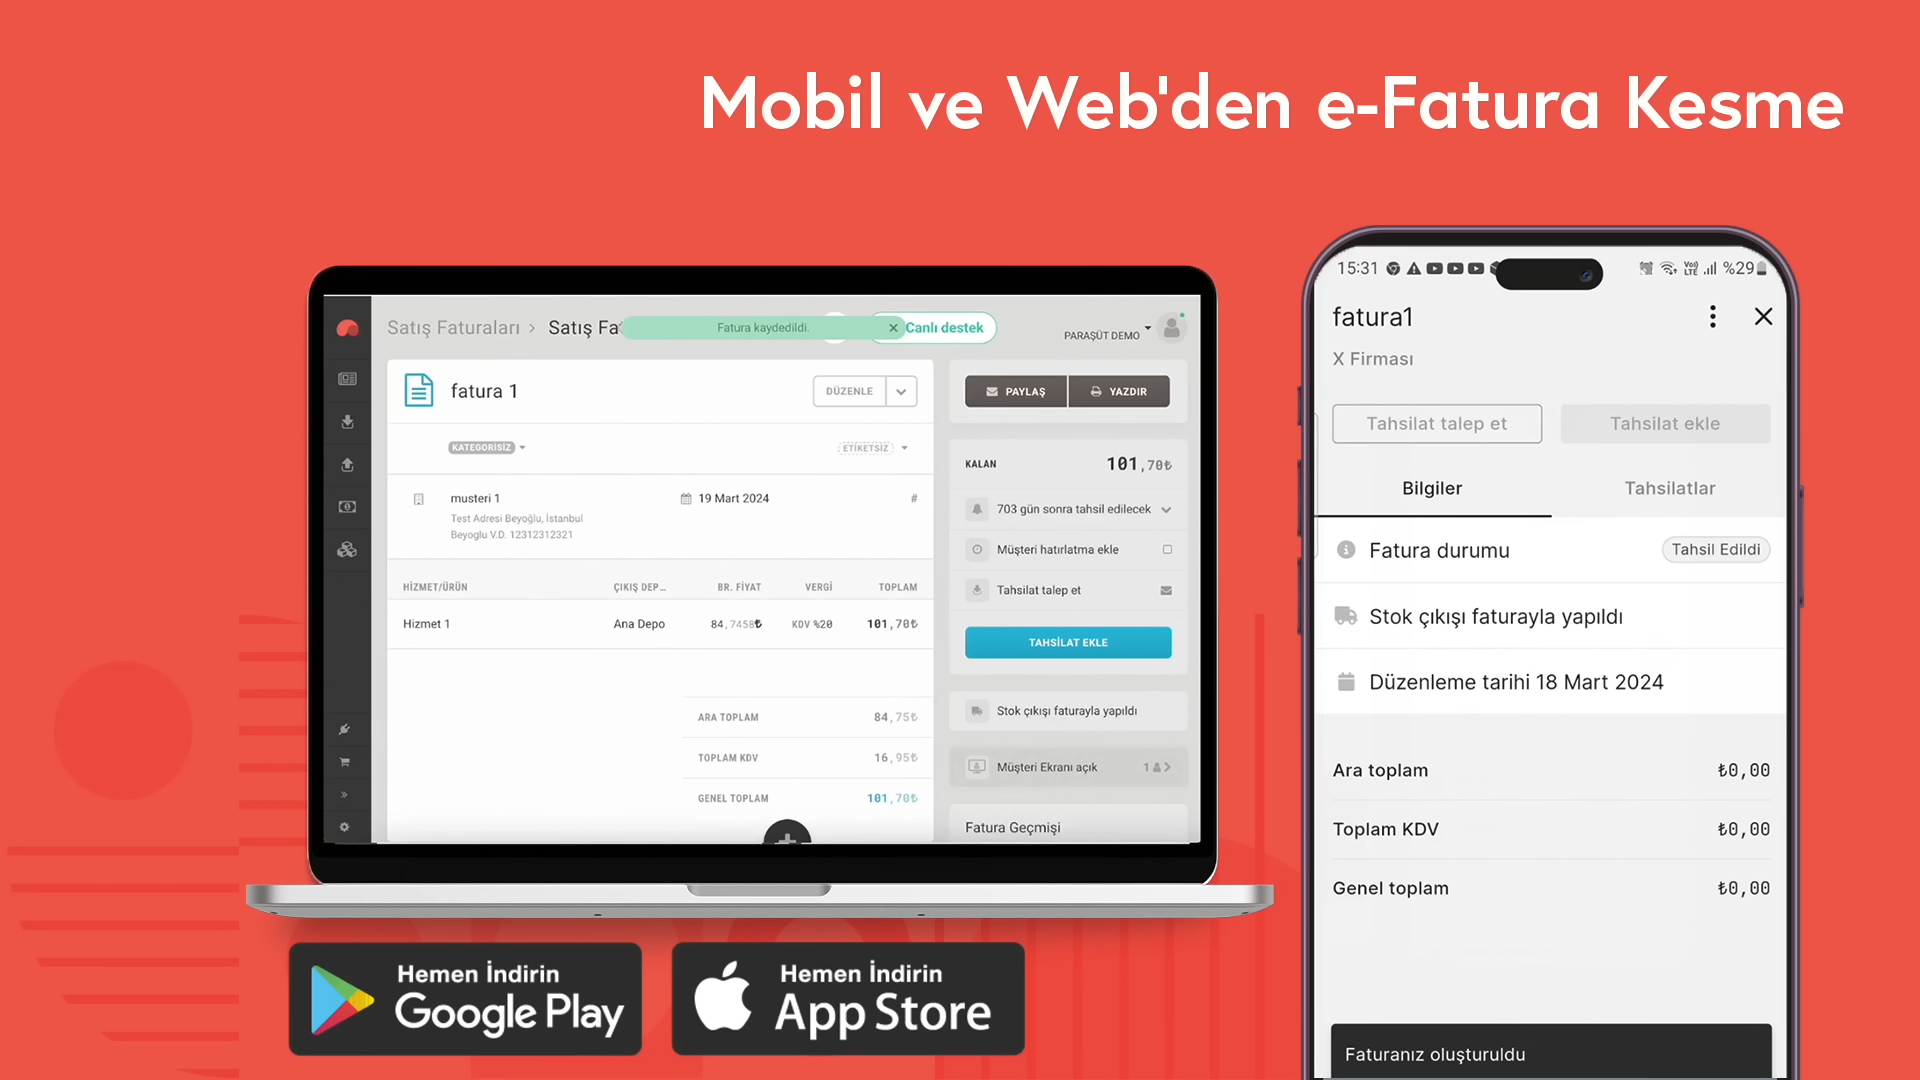 Mobil ve Web'den e-Fatura Kesme
Satış Faturaları › Satış Fa
Fatura kaydedildi. ×
Canlı destek
PARAŞÜT DEMO
fatura 1
DÜZENLE
KATEGORİSİZ
ETİKETSİZ
musteri 1
19 Mart 2024
#
Test Adresi Beyoğlu, İstanbul
Beyoglu V.D. 12312312321
HİZMET/ÜRÜN ÇIKIŞ DEP... BR. FİYAT VERGİ TOPLAM
Hizmet 1 Ana Depo 84,7458₺ KDV %20 101,70₺
ARA TOPLAM 84,75₺
TOPLAM KDV 16,95₺
GENEL TOPLAM 101,70₺
PAYLAŞ
YAZDIR
KALAN 101,70₺
703 gün sonra tahsil edilecek
Müşteri hatırlatma ekle
Tahsilat talep et
TAHSİLAT EKLE
Stok çıkışı faturayla yapıldı
Müşteri Ekranı açık 1
Fatura Geçmişi
15:31
Vo)) LTE
%29
fatura1
X Firması
Tahsilat talep et
Tahsilat ekle
Bilgiler
Tahsilatlar
Fatura durumu Tahsil Edildi
Stok çıkışı faturayla yapıldı
Düzenleme tarihi 18 Mart 2024
Ara toplam ₺0,00
Toplam KDV ₺0,00
Genel toplam ₺0,00
Faturanız oluşturuldu
Hemen İndirin
Google Play
Hemen İndirin
App Store